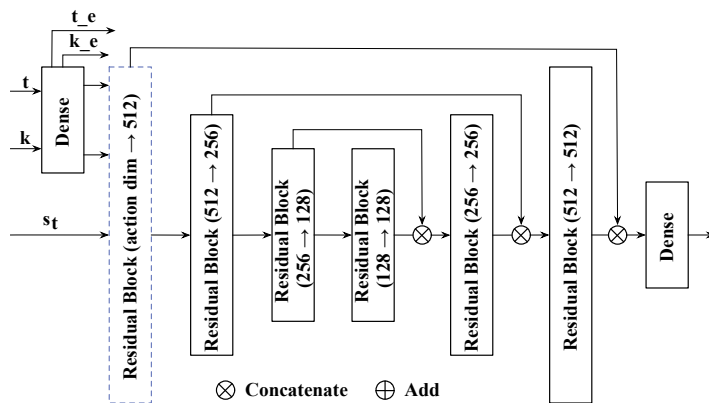 t_e
k_e
t
k
Dense
s_t
Residual Block (action dim → 512)
Residual Block (512 → 256)
Residual Block
(256 → 128)
Residual Block
(128 → 128)
Residual Block (256 → 256)
Residual Block (512 → 512)
Dense
Concatenate
Add